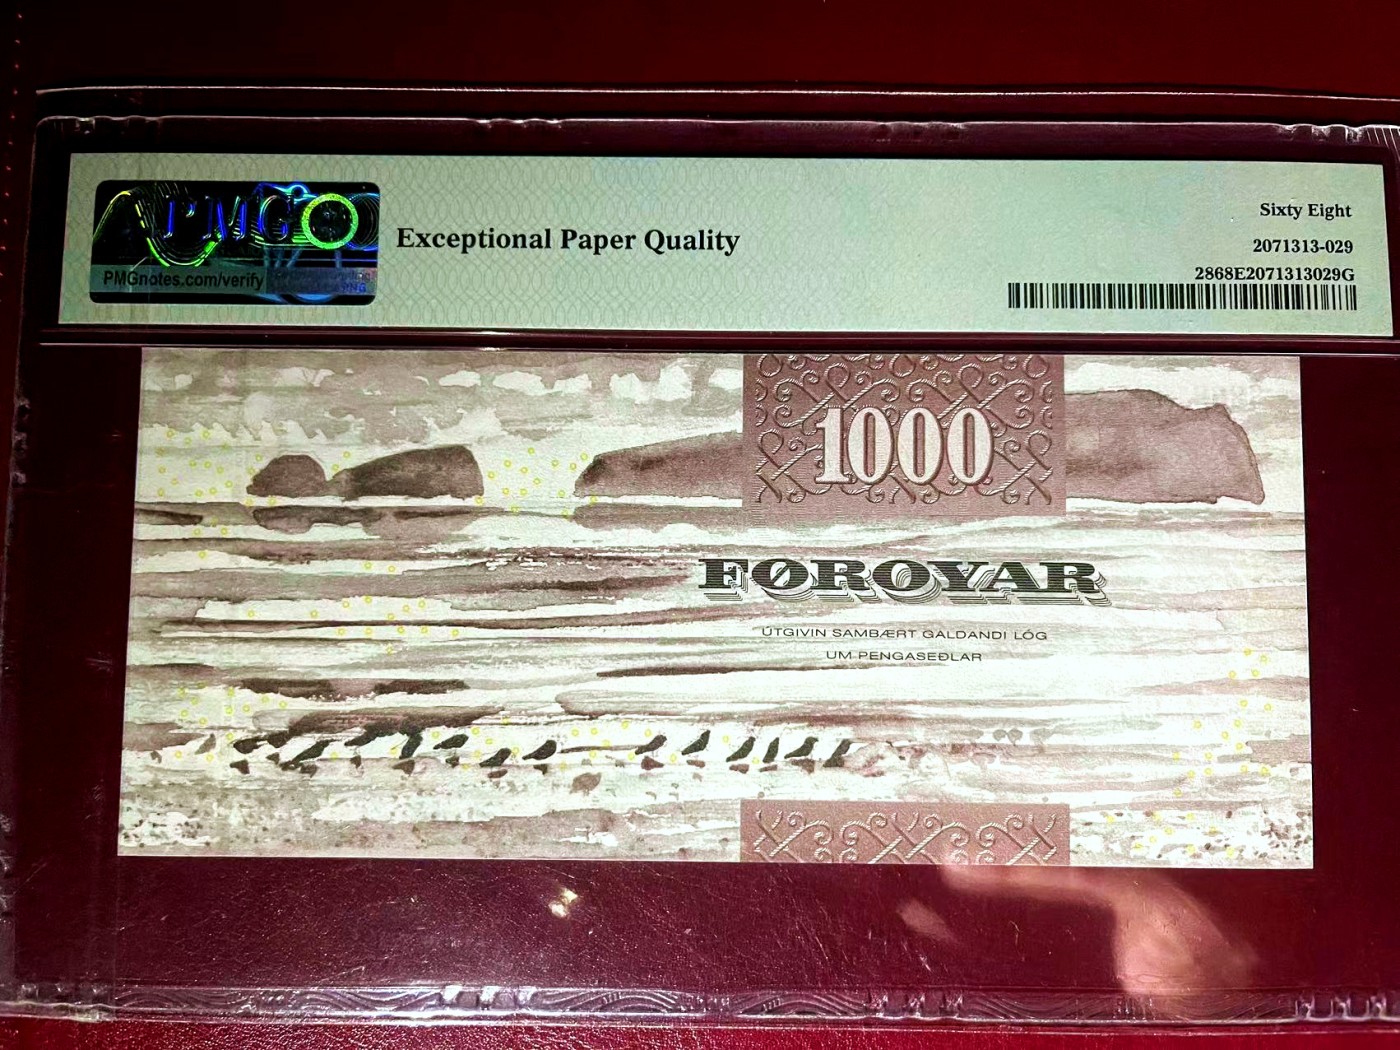 PMG
PMGnotes.com/verify
Exceptional Paper Quality
Sixty Eight
2071313-029
2868E2071313029G
1000
FØROYAR
ÚTGIVIN SAMBÆRT GALDANDI LÓG
UM PENGASEÐLAR